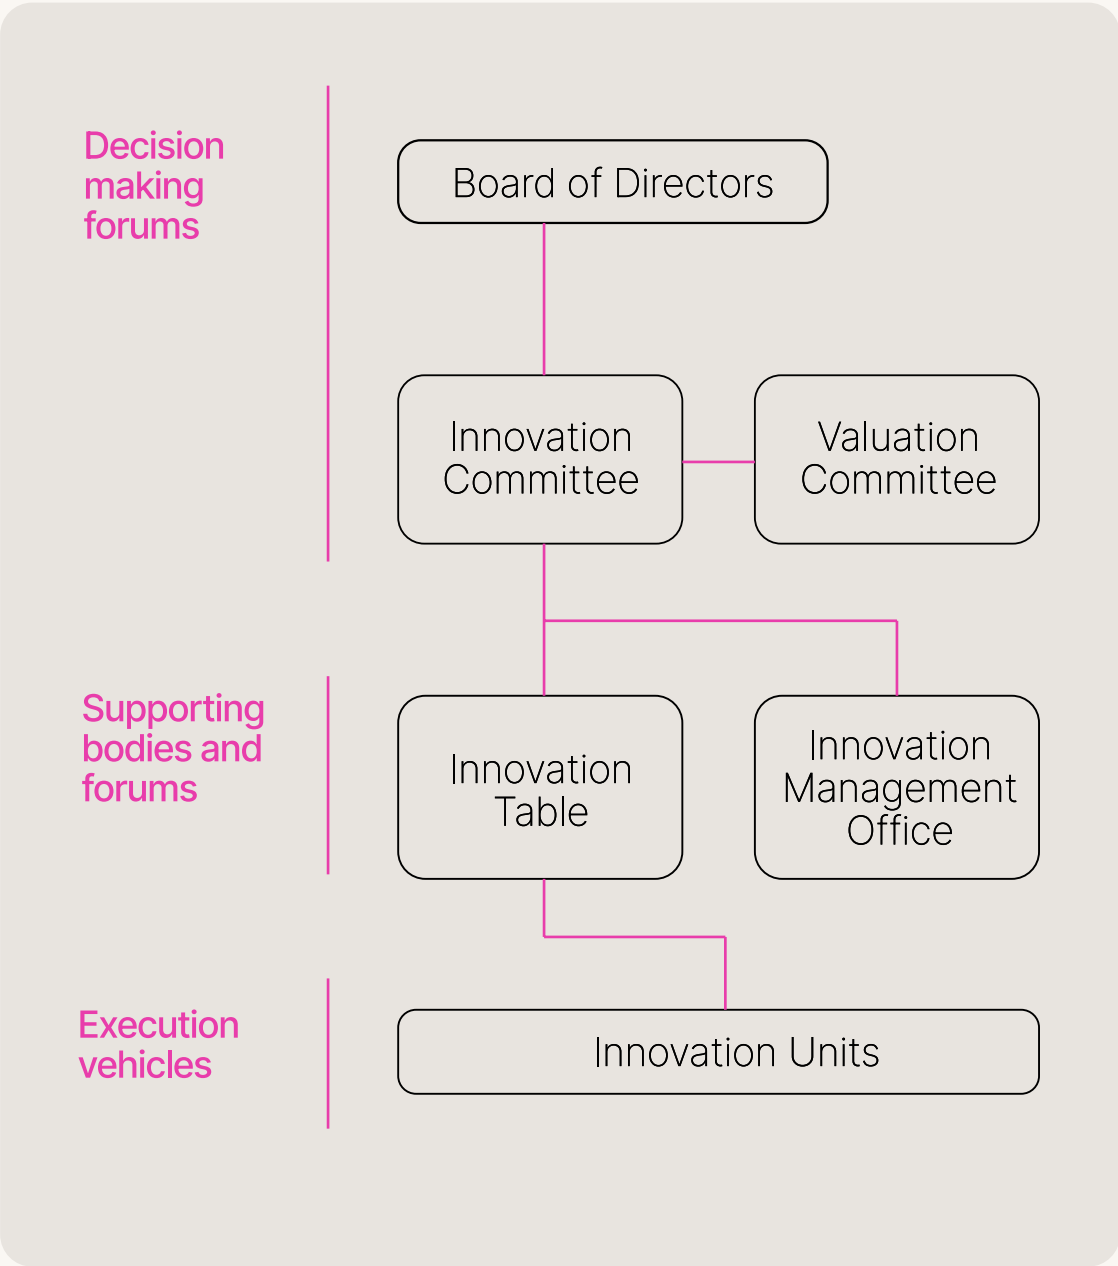 Decision
making
forums
Board of Directors
Innovation
Committee
Valuation
Committee
Supporting
bodies and
forums
Innovation
Table
Innovation
Management
Office
Execution
vehicles
Innovation Units